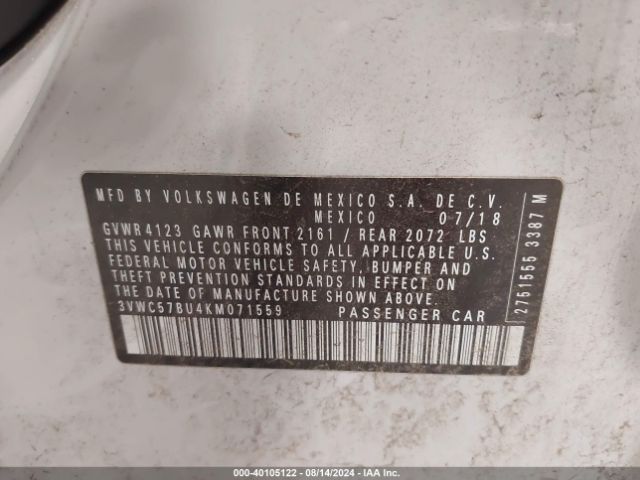 MFD BY VOLKSWAGEN DE MEXICO S.A. DE C.V.
MEXICO 07/18
GVWR 4123 GAWR FRONT 2161 / REAR 2072 LBS
THIS VEHICLE CONFORMS TO ALL APPLICABLE U.S.
FEDERAL MOTOR VEHICLE SAFETY, BUMPER AND
THEFT PREVENTION STANDARDS IN EFFECT ON
THE DATE OF MANUFACTURE SHOWN ABOVE.
3VWC57BU4KM071559 PASSENGER CAR
2751555 3387 M
000-40105122 - 08/14/2024 - IAA Inc.